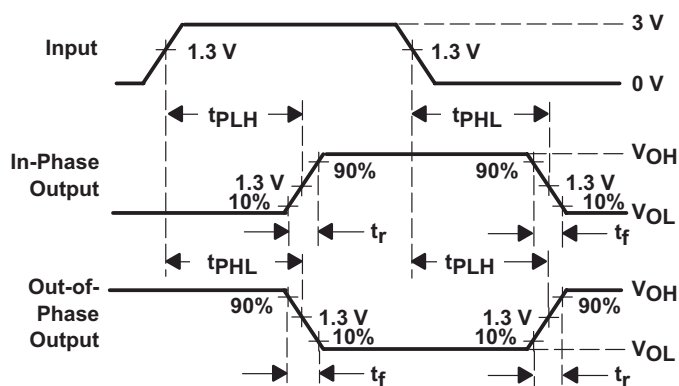 3 V
Input
1.3 V
1.3 V
0 V
tPLH
tPHL
VOH
In-Phase
Output
90%
90%
1.3 V
1.3 V
10%
10%
VOL
tr
tf
tPHL
tPLH
Out-of-
Phase
Output
VOH
90%
90%
1.3 V
1.3 V
10%
10%
VOL
tf
tr